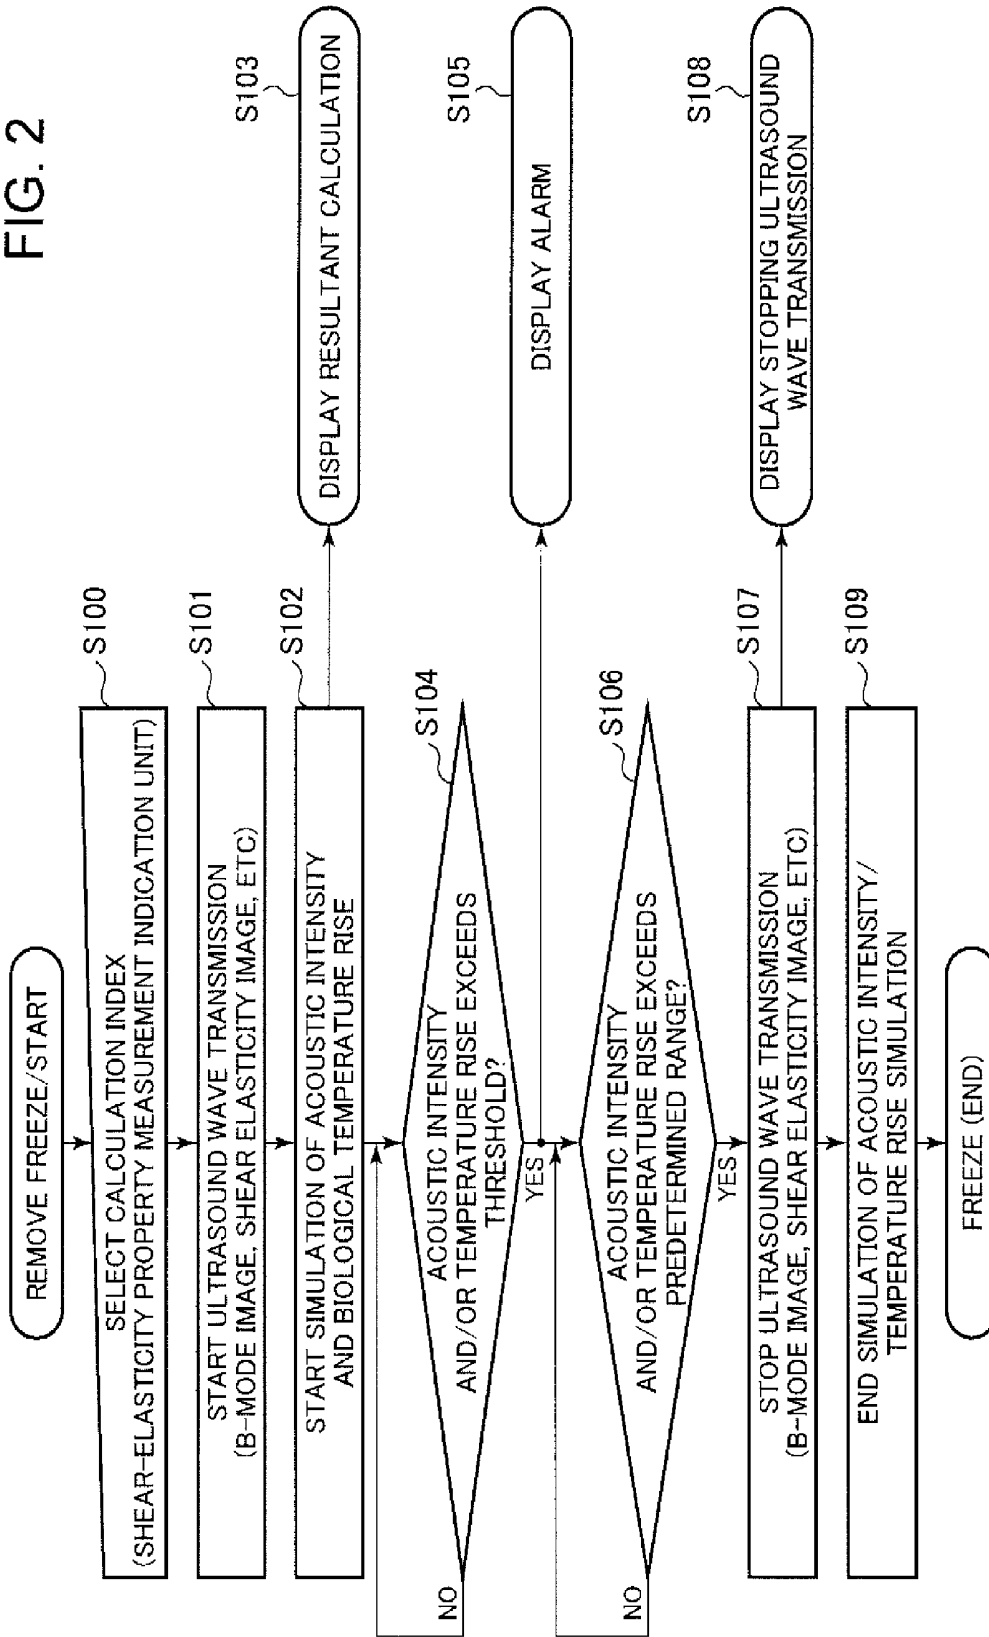 FIG. 2
REMOVE FREEZE/START
S100
SELECT CALCULATION INDEX
(SHEAR-ELASTICITY PROPERTY MEASUREMENT INDICATION UNIT)
S101
START ULTRASOUND WAVE TRANSMISSION
(B-MODE IMAGE, SHEAR ELASTICITY IMAGE, ETC)
S102
START SIMULATION OF ACOUSTIC INTENSITY
AND BIOLOGICAL TEMPERATURE RISE
S103
DISPLAY RESULTANT CALCULATION
S104
ACOUSTIC INTENSITY
AND/OR TEMPERATURE RISE EXCEEDS
THRESHOLD?
NO
YES
S105
DISPLAY ALARM
S106
ACOUSTIC INTENSITY
AND/OR TEMPERATURE RISE EXCEEDS
PREDETERMINED RANGE?
NO
YES
S107
STOP ULTRASOUND WAVE TRANSMISSION
(B-MODE IMAGE, SHEAR ELASTICITY IMAGE, ETC)
S108
DISPLAY STOPPING ULTRASOUND
WAVE TRANSMISSION
S109
END SIMULATION OF ACOUSTIC INTENSITY/
TEMPERATURE RISE SIMULATION
FREEZE (END)